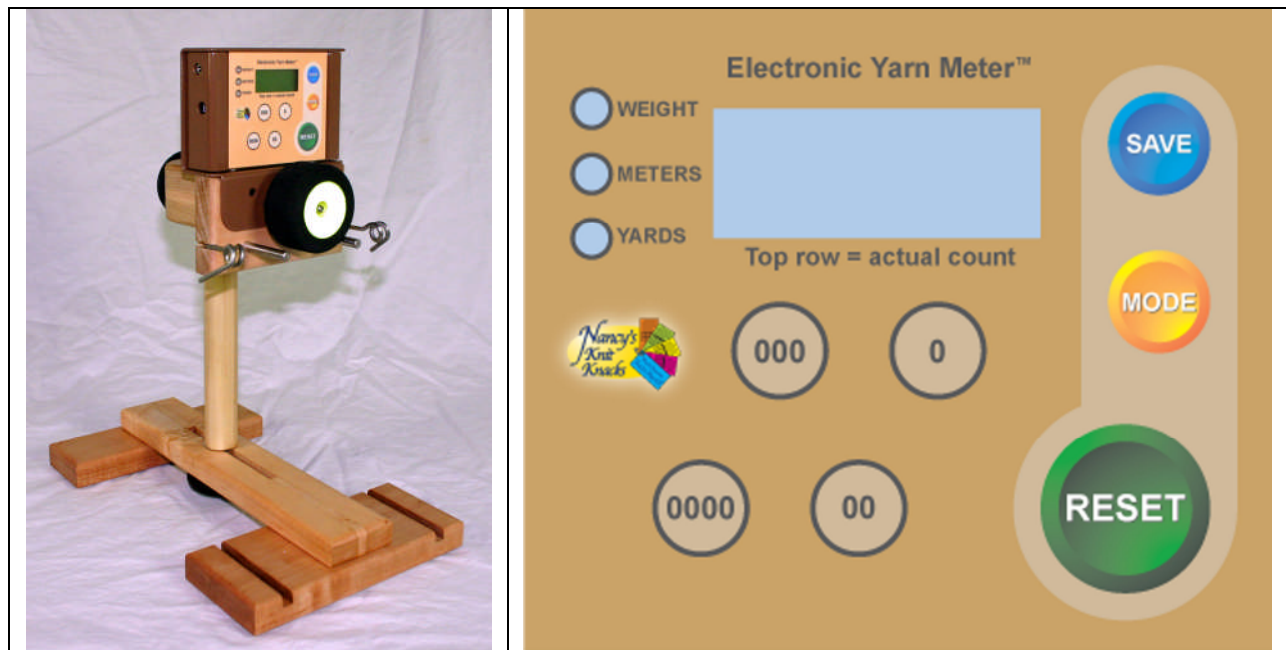 Electronic Yarn Meter™
WEIGHT
METERS
YARDS
Top row = actual count
SAVE
MODE
Nancy's
Knit
Knacks
000
0
0000
00
RESET